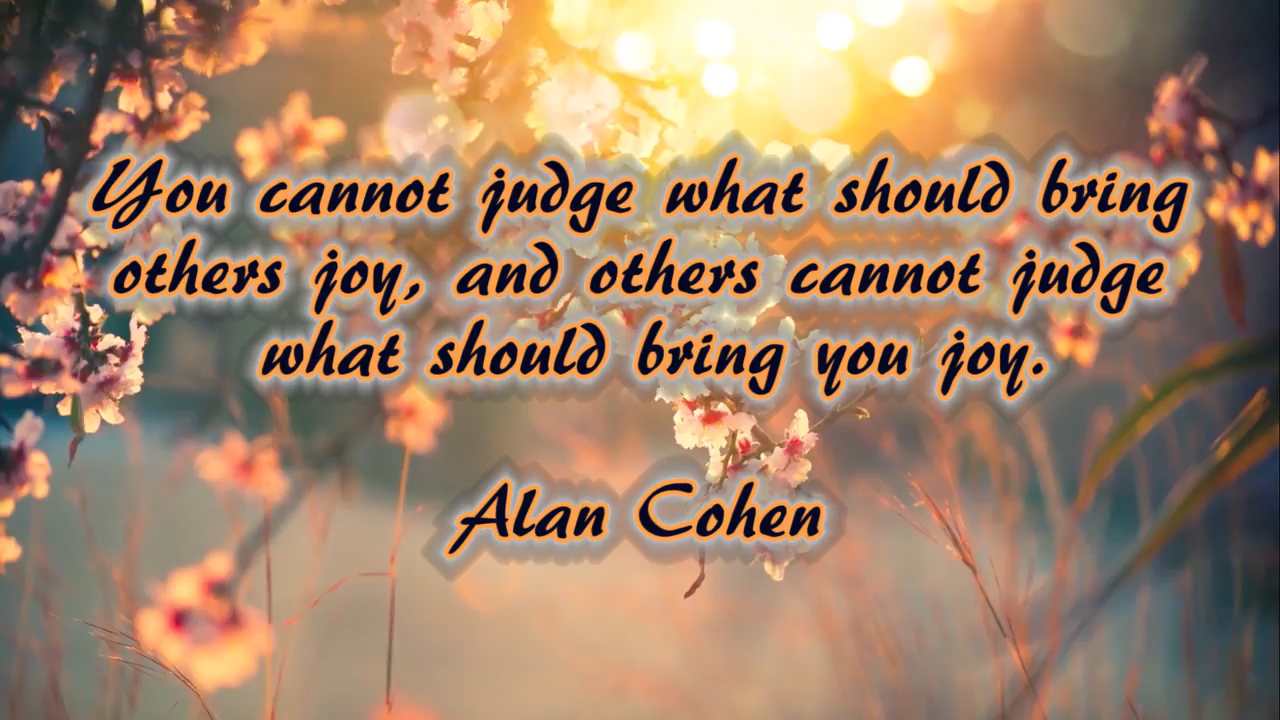 You cannot judge what should bring
others joy, and others cannot judge
what should bring you joy.
Alan Cohen